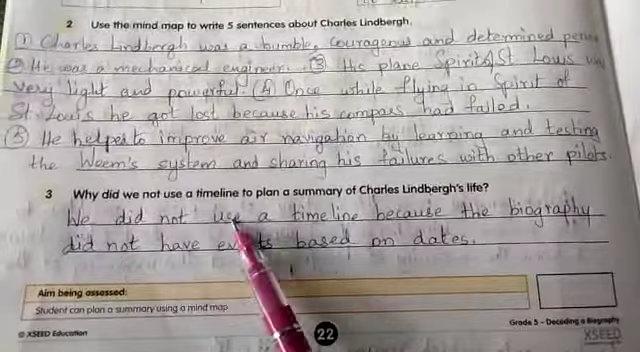 2 Use the mind map to write 5 sentences about Charles Lindbergh.
① Charles Lindbergh was a humble, couragenous and determined person
② He was a mechanical engineer. ③ His plane Spirit of St Louis was
very light and powerful. ④ Once while flying in Spirit of
St. Louis he got lost because his compass had failed.
⑤ He helped to improve air navigation by learning and testing
the Weem's system and sharing his failures with other pilots.
3 Why did we not use a timeline to plan a summary of Charles Lindbergh's life?
We did not use a timeline because the biography
did not have events based on dates.
Aim being assessed:
Student can plan a summary using a mind map
© XSEED Education
22
Grade 5 – Decoding a Biography
XSEED